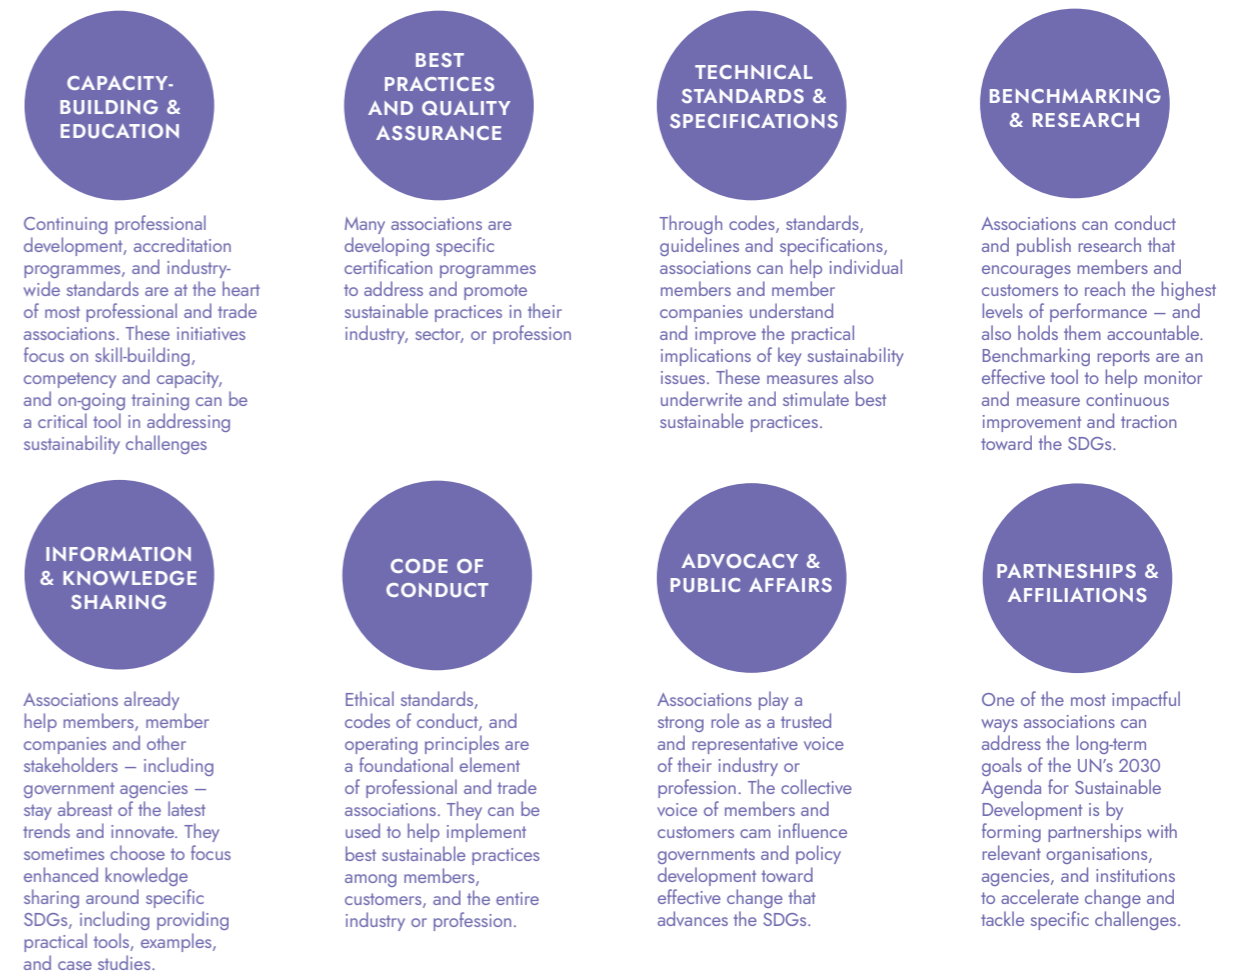 CAPACITY-
BUILDING &
EDUCATION
Continuing professional
development, accreditation
programmes, and industry-
wide standards are at the heart
of most professional and trade
associations. These initiatives
focus on skill-building,
competency and capacity,
and on-going training can be
a critical tool in addressing
sustainability challenges
BEST
PRACTICES
AND QUALITY
ASSURANCE
Many associations are
developing specific
certification programmes
to address and promote
sustainable practices in their
industry, sector, or profession
TECHNICAL
STANDARDS &
SPECIFICATIONS
Through codes, standards,
guidelines and specifications,
associations can help individual
members and member
companies understand
and improve the practical
implications of key sustainability
issues. These measures also
underwrite and stimulate best
sustainable practices.
BENCHMARKING
& RESEARCH
Associations can conduct
and publish research that
encourages members and
customers to reach the highest
levels of performance – and
also holds them accountable.
Benchmarking reports are an
effective tool to help monitor
and measure continuous
improvement and traction
toward the SDGs.
INFORMATION
& KNOWLEDGE
SHARING
Associations already
help members, member
companies and other
stakeholders – including
government agencies –
stay abreast of the latest
trends and innovate. They
sometimes choose to focus
enhanced knowledge
sharing around specific
SDGs, including providing
practical tools, examples,
and case studies.
CODE OF
CONDUCT
Ethical standards,
codes of conduct, and
operating principles are
a foundational element
of professional and trade
associations. They can be
used to help implement
best sustainable practices
among members,
customers, and the entire
industry or profession.
ADVOCACY &
PUBLIC AFFAIRS
Associations play a
strong role as a trusted
and representative voice
of their industry or
profession. The collective
voice of members and
customers cam influence
governments and policy
development toward
effective change that
advances the SDGs.
PARTNESHIPS &
AFFILIATIONS
One of the most impactful
ways associations can
address the long-term
goals of the UN’s 2030
Agenda for Sustainable
Development is by
forming partnerships with
relevant organisations,
agencies, and institutions
to accelerate change and
tackle specific challenges.